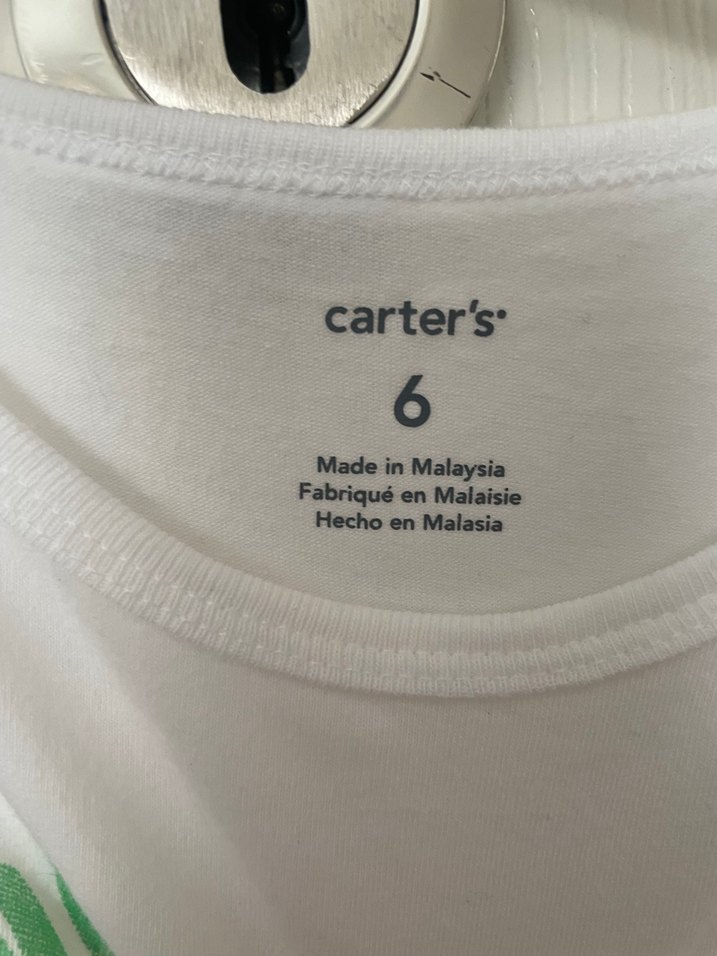 carter's
6
Made in Malaysia
Fabriqué en Malaisie
Hecho en Malasia